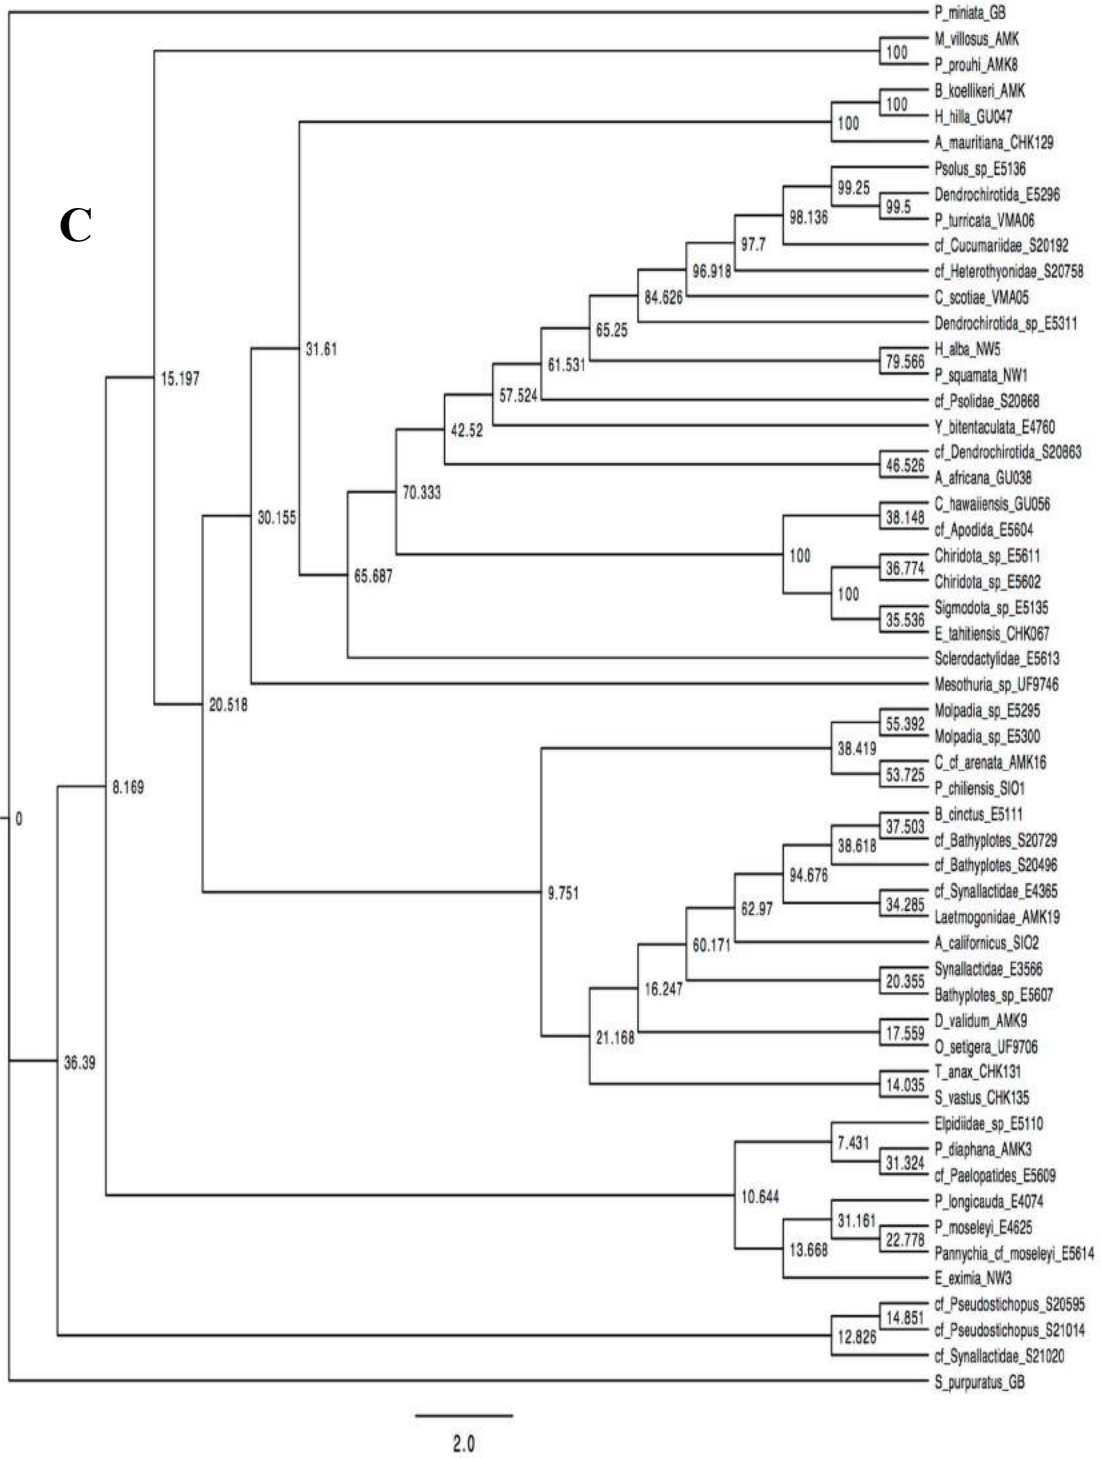 P_miniata_GB
M_villosus_AMK
100
P_prouhi_AMK8
B_koellikeri_AMK
100
H_hilla_GU047
100
A_mauritiana_CHK129
Psolus_sp_E5136
99.25
Dendrochirotida_E5296
99.5
98.136
P_turricata_VMA06
C
97.7
cf_Cucumariidae_S20192
96.918
cf_Heterothyonidae_S20758
84.626
C_scotiae_VMA05
Dendrochirotida_sp_E5311
65.25
31.61
H_alba_NW5
61.531
79.566
15.197
P_squamata_NW1
57.524
cf_Psolidae_S20868
42.52
Y_bitentaculata_E4760
cf_Dendrochirotida_S20863
46.526
A_africana_GU038
70.333
C_hawaiiensis_GU056
30.155
38.148
cf_Apodida_E5604
100
Chiridota_sp_E5611
36.774
65.687
Chiridota_sp_E5602
100
Sigmodota_sp_E5135
35.536
E_tahitiensis_CHK067
Sclerodactylidae_E5613
Mesothuria_sp_UF9746
20.518
Molpadia_sp_E5295
55.392
Molpadia_sp_E5300
38.419
C_cf_arenata_AMK16
53.725
8.169
P_chilensis_SIO1
B_cinctus_E5111
0
37.503
cf_Bathyplotes_S20729
38.618
cf_Bathyplotes_S20496
94.676
cf_Synallactidae_E4365
9.751
34.285
62.97
Laetmogonidae_AMK19
60.171
A_californicus_SIO2
Synallactidae_E3566
20.355
16.247
Bathyplotes_sp_E5607
D_validum_AMK9
17.559
21.168
O_setigera_UF9706
36.39
T_anax_CHK131
14.035
S_vastus_CHK135
Elpidiidae_sp_E5110
7.431
P_diaphana_AMK3
31.324
cf_Paelopatides_E5609
10.644
P_longicauda_E4074
31.161
P_moseleyi_E4625
22.778
13.668
Pannychia_cf_moseleyi_E5614
E_eximia_NW3
cf_Pseudostichopus_S20595
14.851
cf_Pseudostichopus_S21014
12.826
cf_Synallactidae_S21020
S_purpuratus_GB
2.0